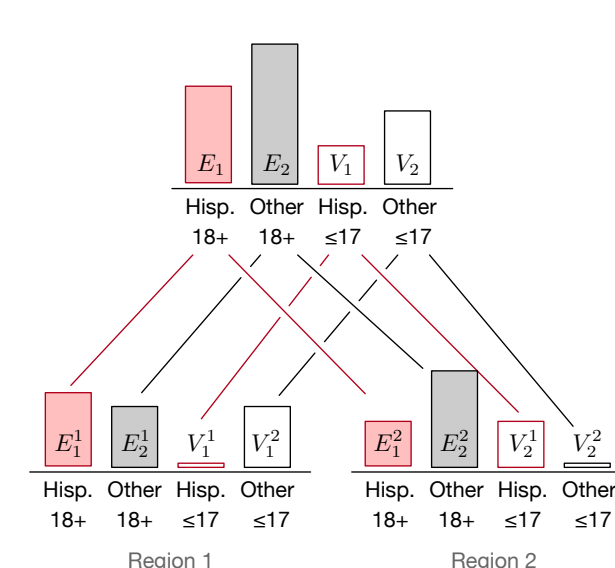 E₁ E₂ V₁ V₂
Hisp. Other Hisp. Other
18+ 18+ ≤17 ≤17
E₁¹ E₂¹ V₁¹ V₁²
Hisp. Other Hisp. Other
18+ 18+ ≤17 ≤17
Region 1
E₁² E₂² V₂¹ V₂²
Hisp. Other Hisp. Other
18+ 18+ ≤17 ≤17
Region 2